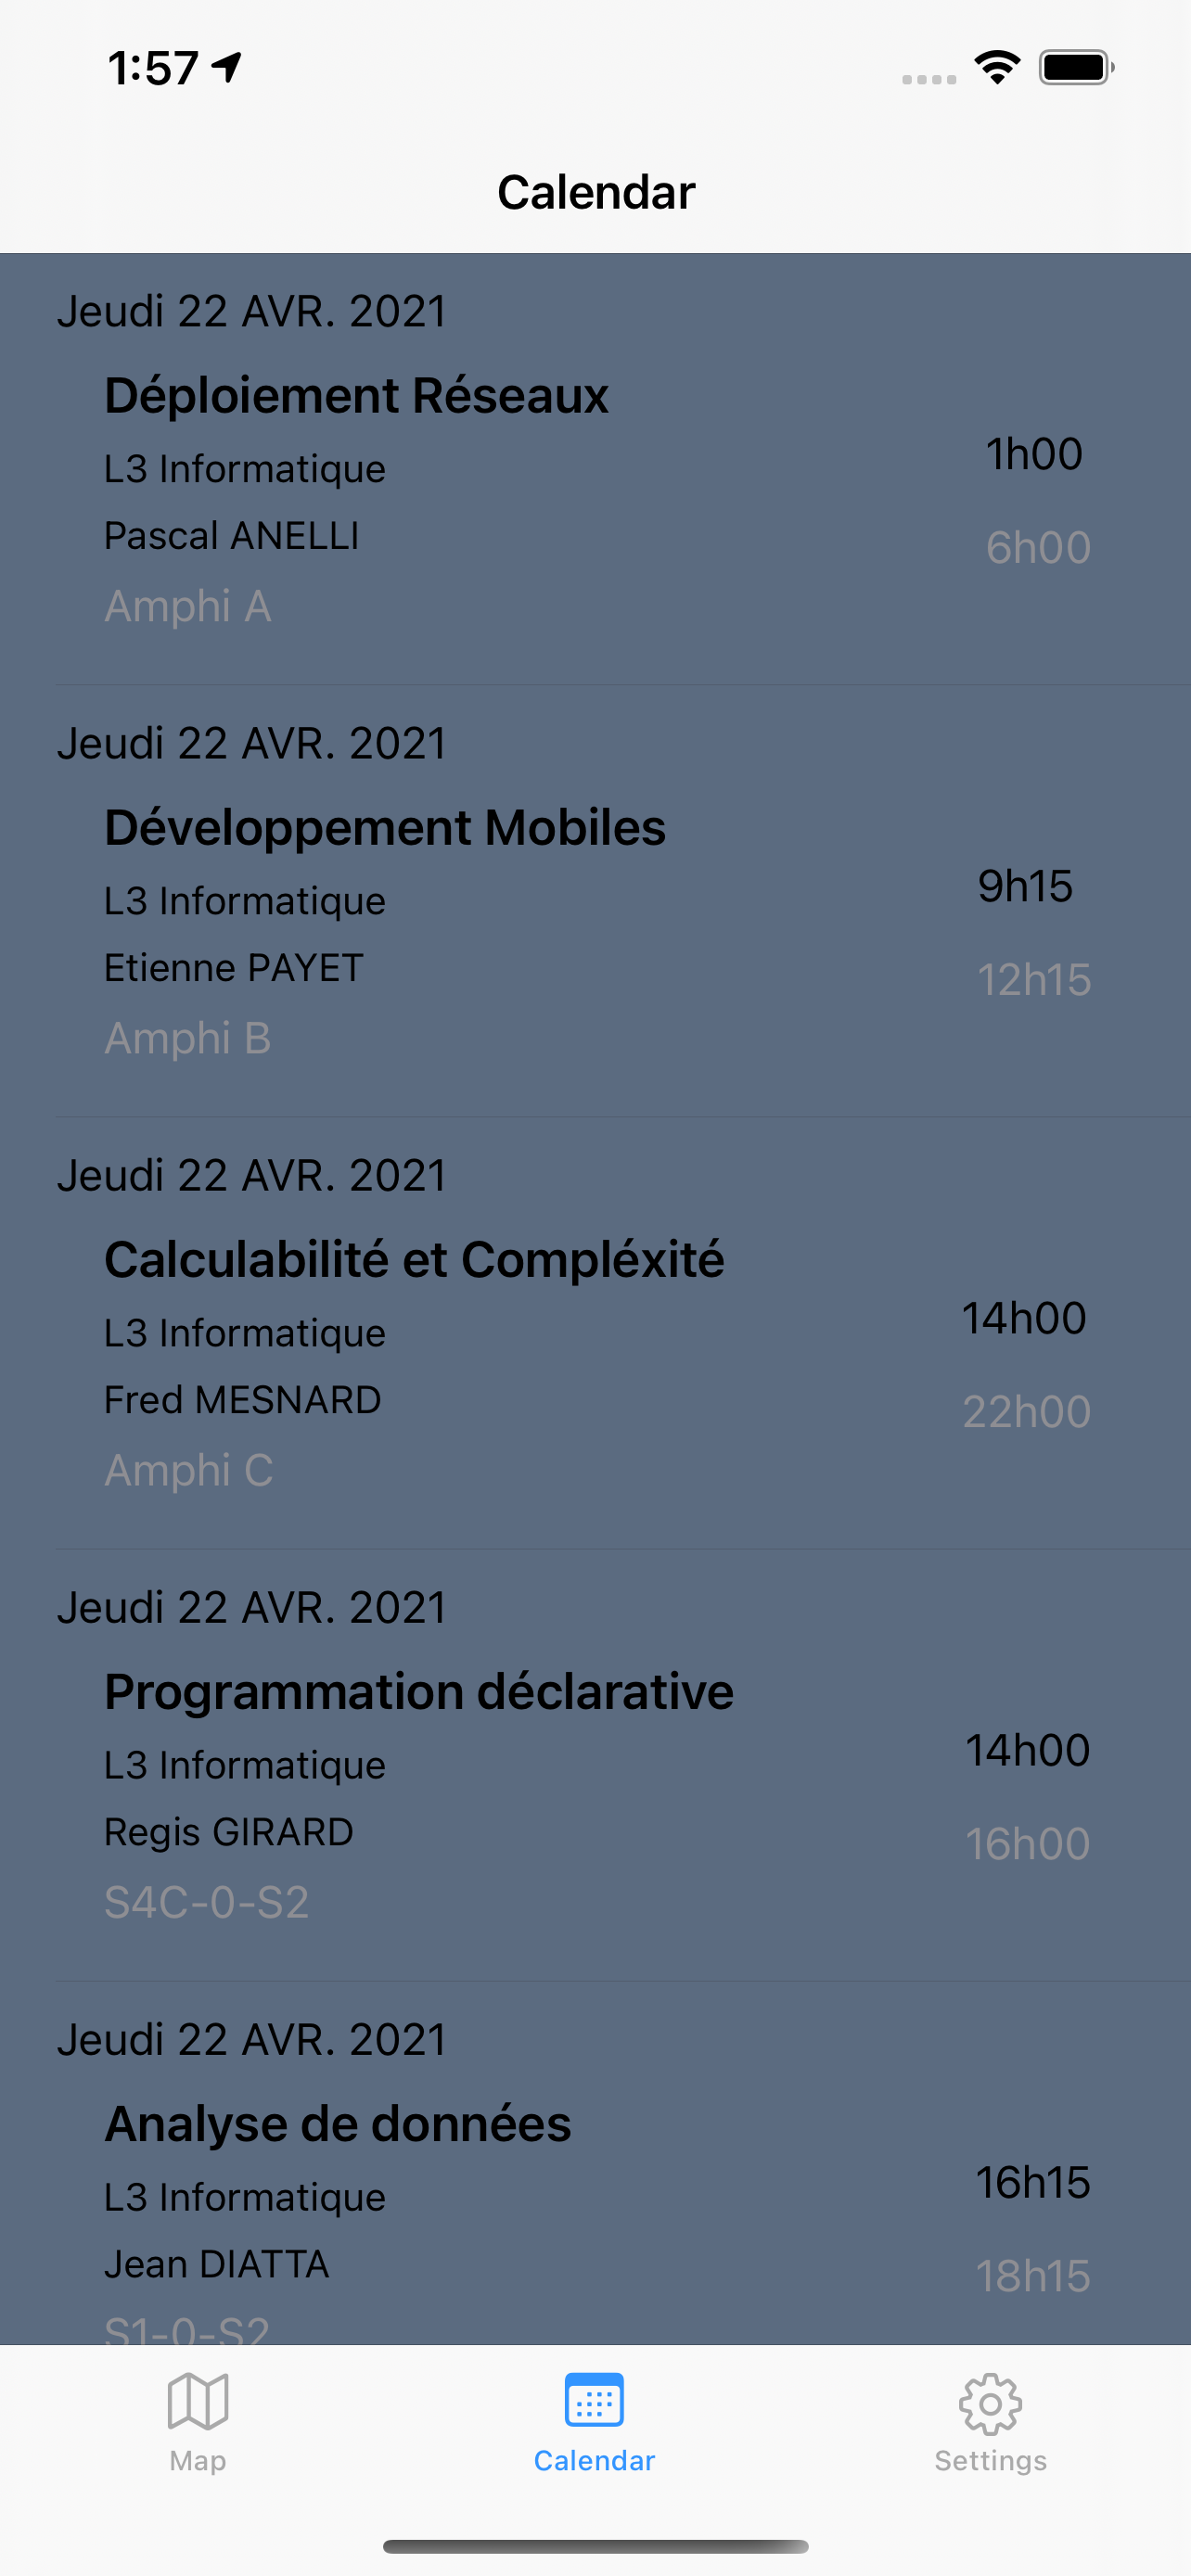 1:57
Calendar
Jeudi 22 AVR. 2021
Déploiement Réseaux
L3 Informatique
1h00
Pascal ANELLI
6h00
Amphi A
Jeudi 22 AVR. 2021
Développement Mobiles
L3 Informatique
9h15
Etienne PAYET
12h15
Amphi B
Jeudi 22 AVR. 2021
Calculabilité et Compléxité
L3 Informatique
14h00
Fred MESNARD
22h00
Amphi C
Jeudi 22 AVR. 2021
Programmation déclarative
L3 Informatique
14h00
Regis GIRARD
16h00
S4C-0-S2
Jeudi 22 AVR. 2021
Analyse de données
L3 Informatique
16h15
Jean DIATTA
18h15
S1-0-S2
Map
Calendar
Settings